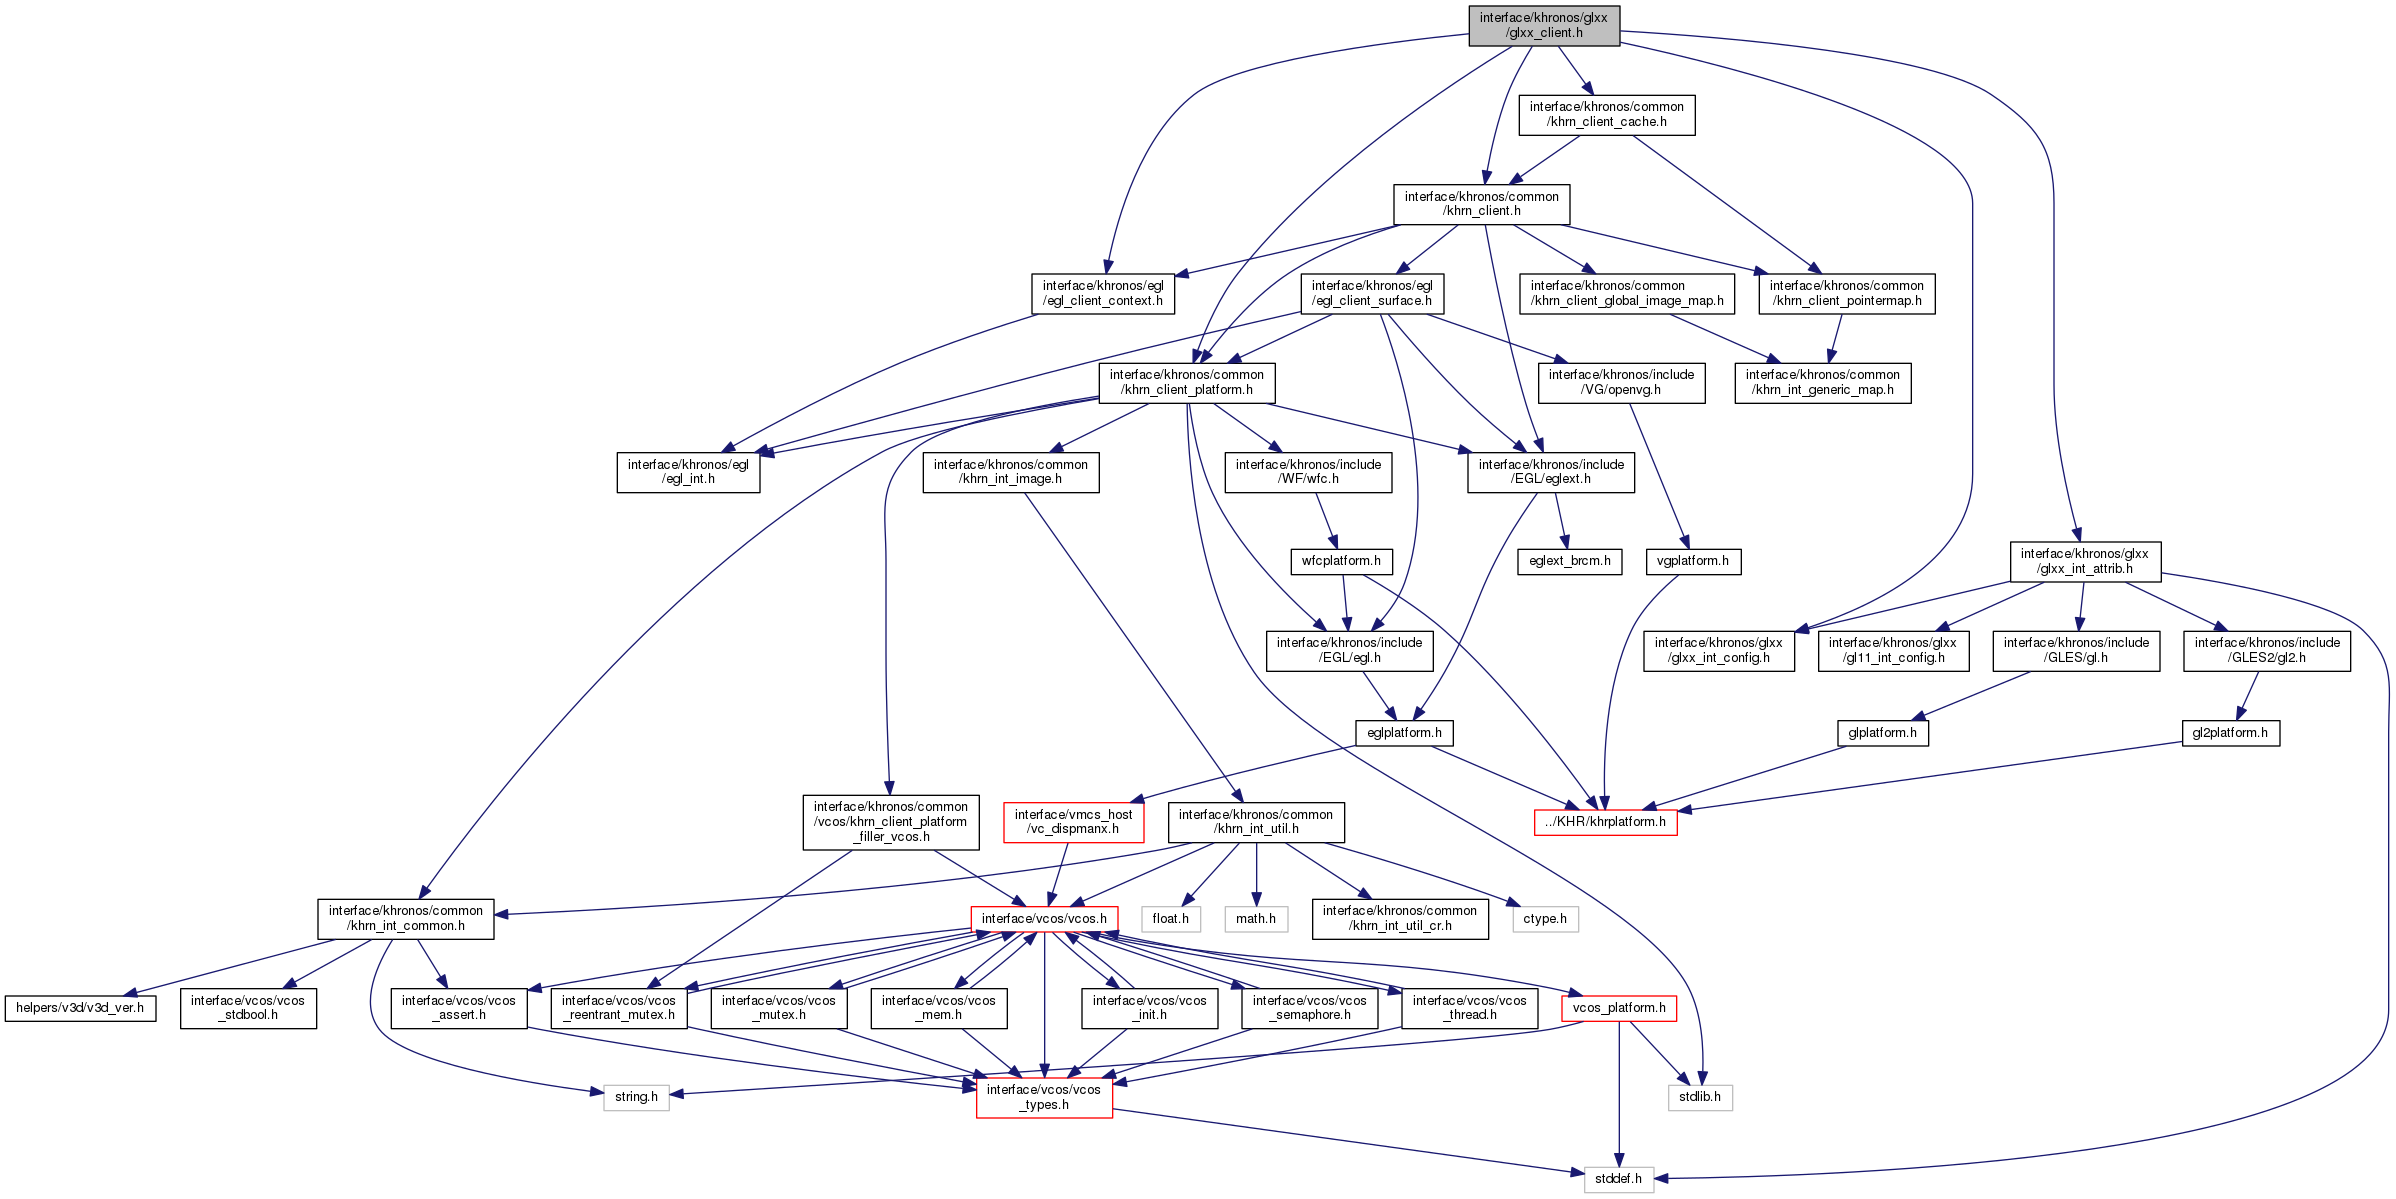 interface/khronos/glxx
/glxx_client.h
interface/khronos/common
/khrn_client_cache.h
interface/khronos/common
/khrn_client.h
interface/khronos/egl
/egl_client_context.h
interface/khronos/egl
/egl_client_surface.h
interface/khronos/common
/khrn_client_global_image_map.h
interface/khronos/common
/khrn_client_pointermap.h
interface/khronos/common
/khrn_client_platform.h
interface/khronos/include
/VG/openvg.h
interface/khronos/common
/khrn_int_generic_map.h
interface/khronos/egl
/egl_int.h
interface/khronos/common
/khrn_int_image.h
interface/khronos/include
/WF/wfc.h
interface/khronos/include
/EGL/eglext.h
wfcplatform.h
eglext_brcm.h
vgplatform.h
interface/khronos/glxx
/glxx_int_attrib.h
interface/khronos/include
/EGL/egl.h
interface/khronos/glxx
/glxx_int_config.h
interface/khronos/glxx
/gl11_int_config.h
interface/khronos/include
/GLES/gl.h
interface/khronos/include
/GLES2/gl2.h
eglplatform.h
glplatform.h
gl2platform.h
interface/khronos/common
/vcos/khrn_client_platform
_filler_vcos.h
interface/vmcs_host
/vc_dispmanx.h
interface/khronos/common
/khrn_int_util.h
../KHR/khrplatform.h
interface/khronos/common
/khrn_int_common.h
interface/vcos/vcos.h
float.h
math.h
interface/khronos/common
/khrn_int_util_cr.h
ctype.h
helpers/v3d/v3d_ver.h
interface/vcos/vcos
_stdbool.h
interface/vcos/vcos
_assert.h
interface/vcos/vcos
_reentrant_mutex.h
interface/vcos/vcos
_mutex.h
interface/vcos/vcos
_mem.h
interface/vcos/vcos
_init.h
interface/vcos/vcos
_semaphore.h
interface/vcos/vcos
_thread.h
vcos_platform.h
string.h
interface/vcos/vcos
_types.h
stdlib.h
stddef.h